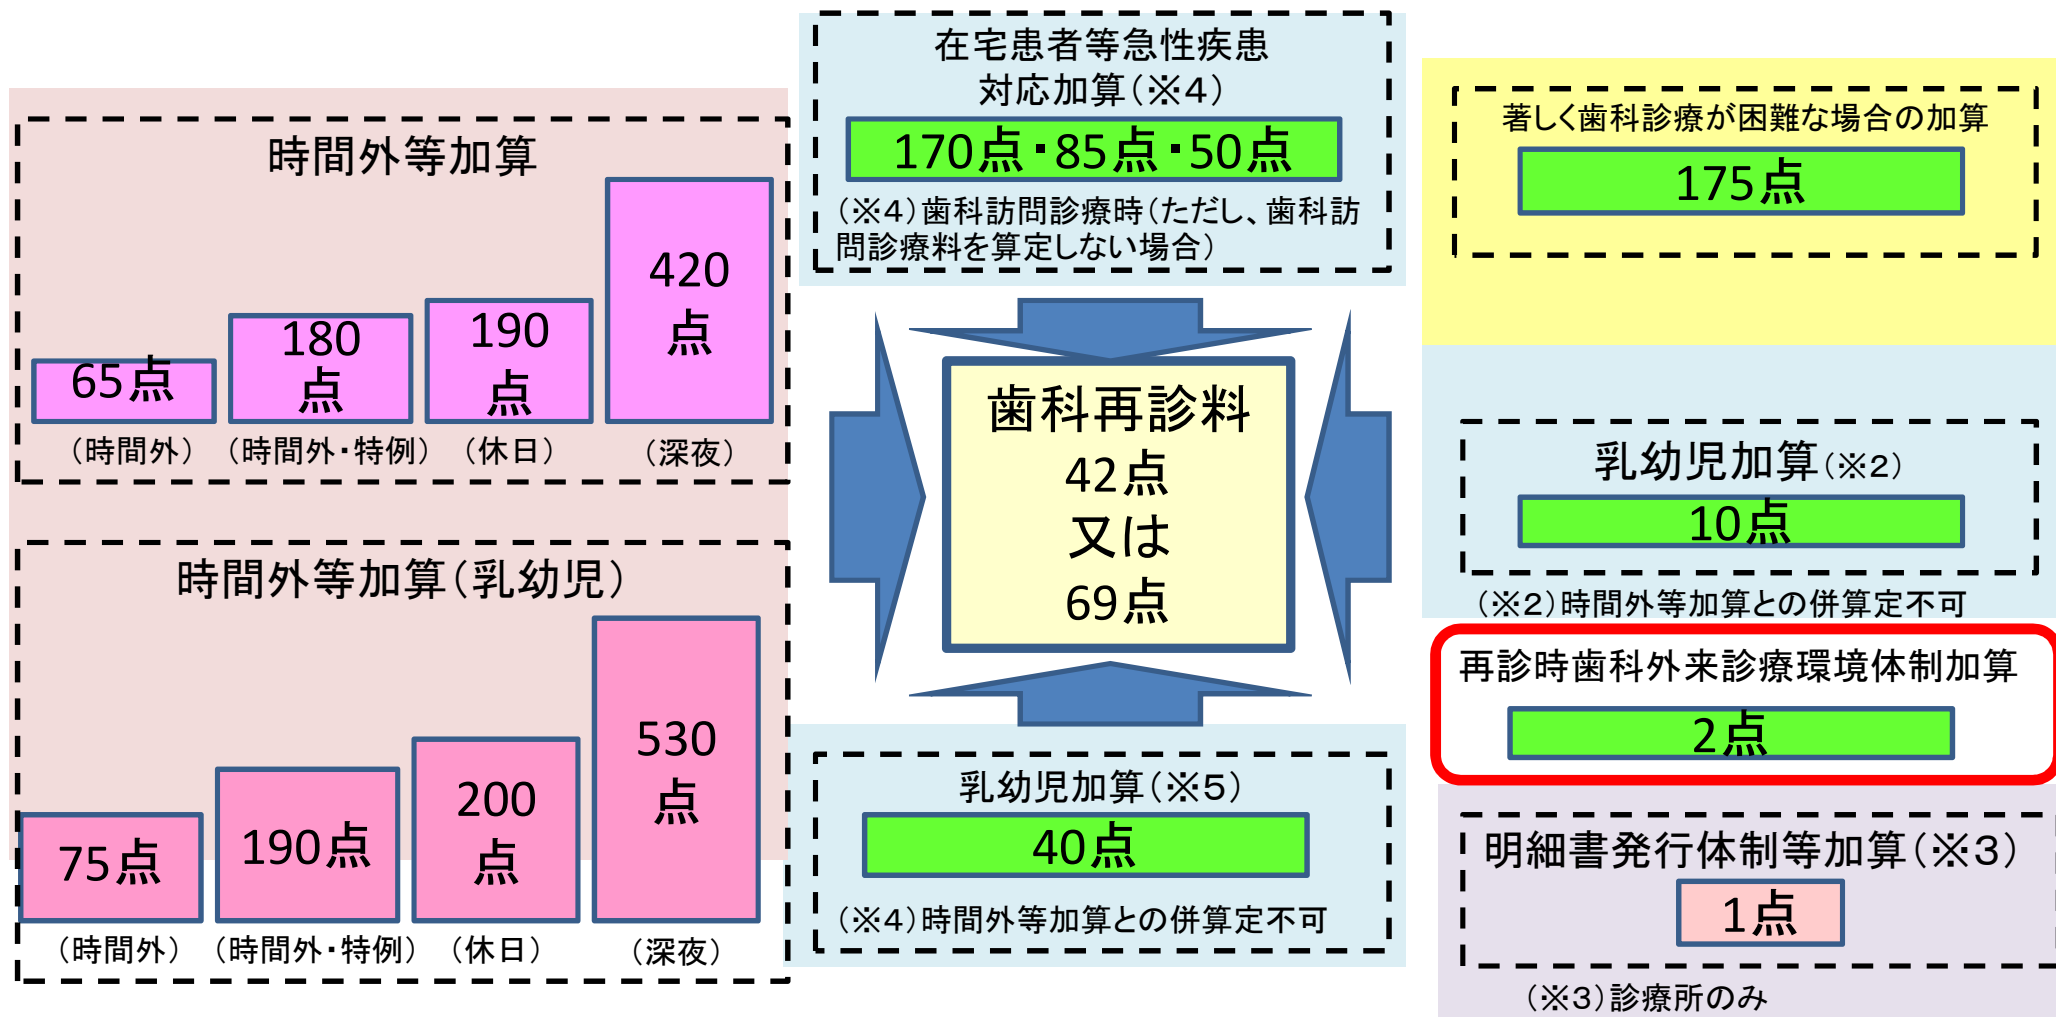 時間外等加算
65点
180
点
190
点
420
点
(時間外)
(時間外・特例)
(休日)
(深夜)
時間外等加算(乳幼児)
75点
190点
200
点
530
点
(時間外)
(時間外・特例)
(休日)
(深夜)
在宅患者等急性疾患
対応加算(※4)
170点・85点・50点
(※4)歯科訪問診療時(ただし、歯科訪
問診療料を算定しない場合)
歯科再診料
42点
又は
69点
乳幼児加算(※5)
40点
(※4)時間外等加算との併算定不可
著しく歯科診療が困難な場合の加算
175点
乳幼児加算(※2)
10点
(※2)時間外等加算との併算定不可
再診時歯科外来診療環境体制加算
2点
明細書発行体制等加算(※3)
1点
(※3)診療所のみ